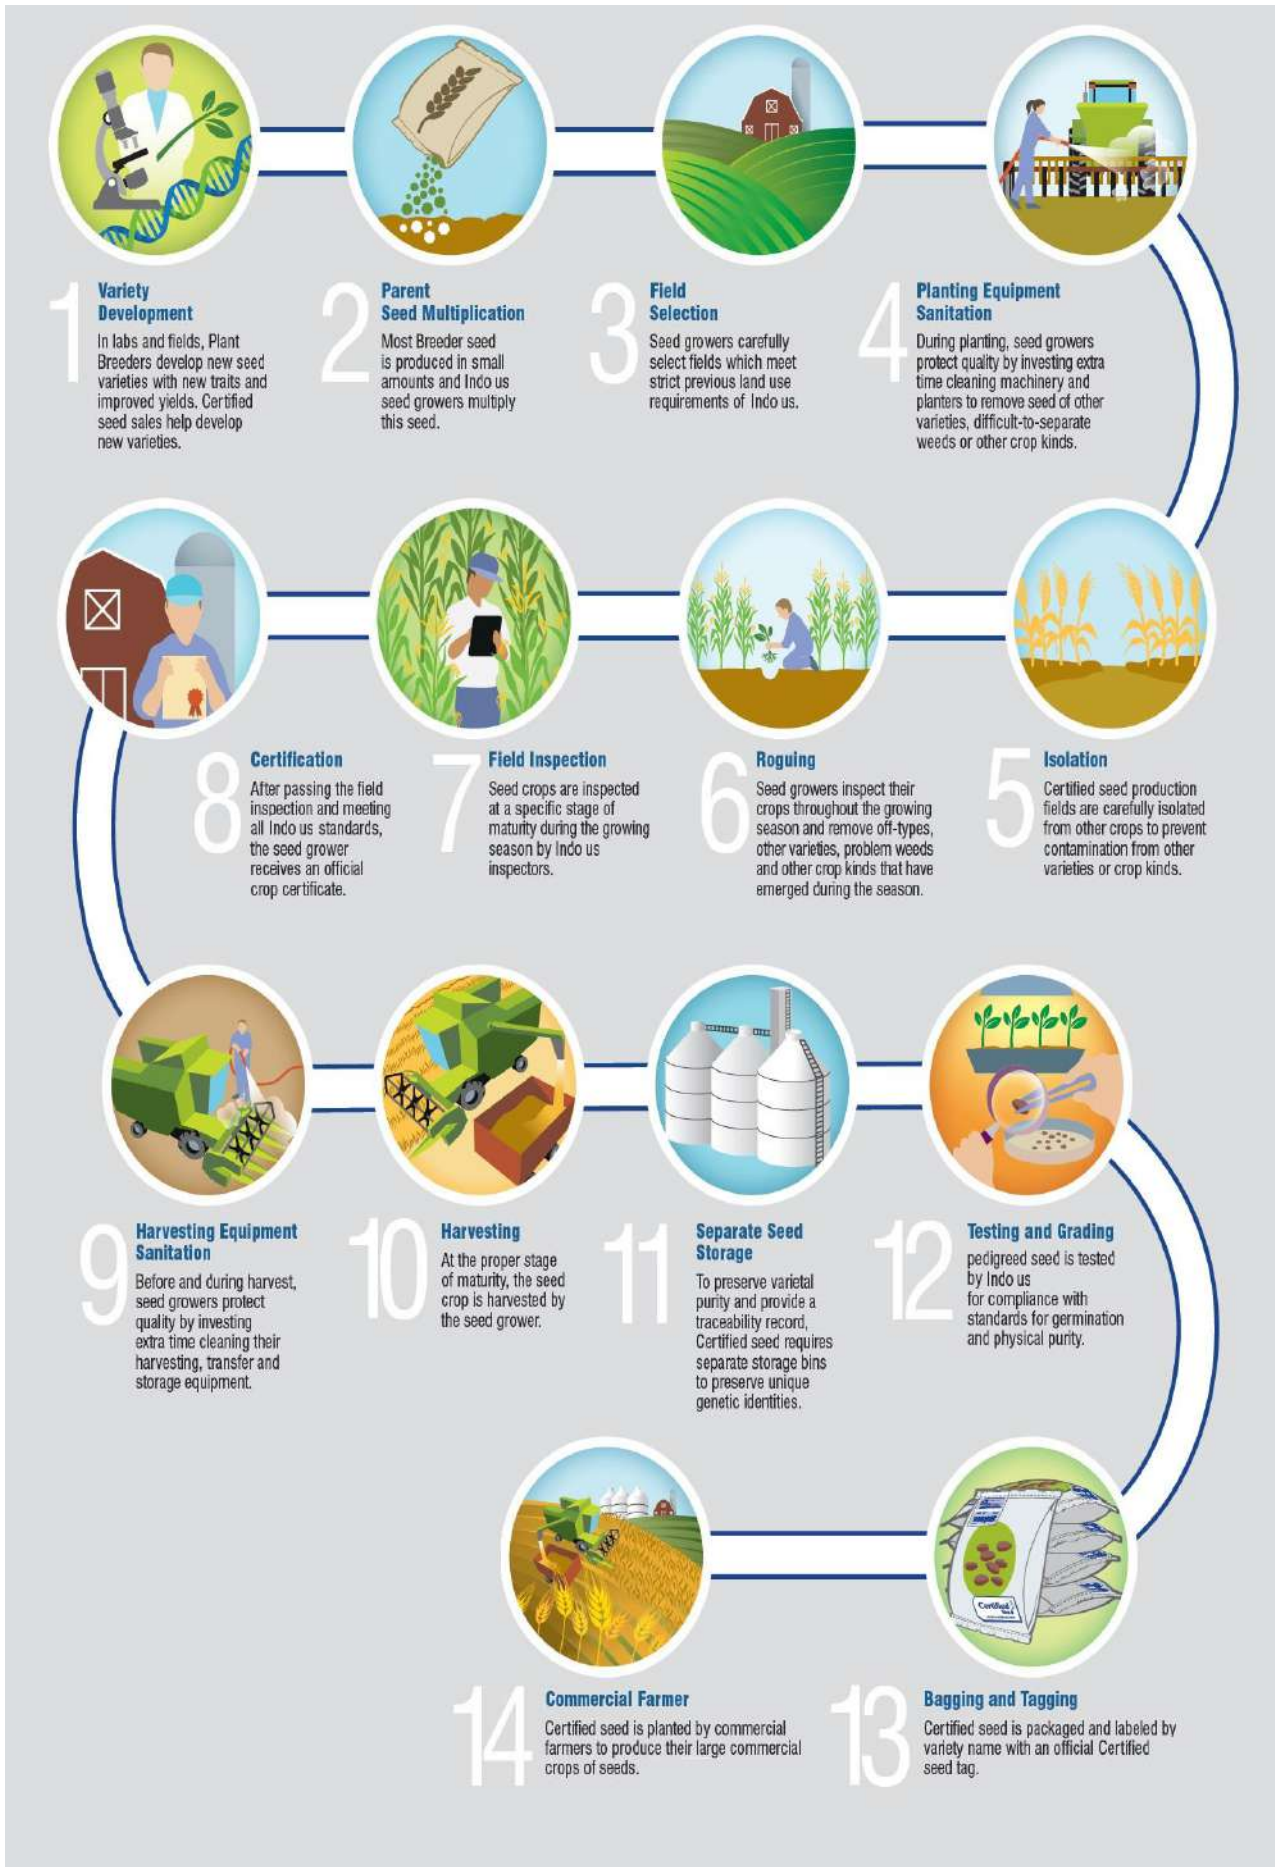 1
Variety
Development
In labs and fields, Plant
Breeders develop new seed
varieties with new traits and
improved yields. Certified
seed sales help develop
new varieties.
2
Parent
Seed Multiplication
Most Breeder seed
is produced in small
amounts and Indo us
seed growers multiply
this seed.
3
Field
Selection
Seed growers carefully
select fields which meet
strict previous land use
requirements of Indo us.
4
Planting Equipment
Sanitation
During planting, seed growers
protect quality by investing extra
time cleaning machinery and
planters to remove seed of other
varieties, difficult-to-separate
weeds or other crop kinds.
5
Isolation
Certified seed production
fields are carefully isolated
from other crops to prevent
contamination from other
varieties or crop kinds.
6
Roguing
Seed growers inspect their
crops throughout the growing
season and remove off-types,
other varieties, problem weeds
and other crop kinds that have
emerged during the season.
7
Field Inspection
Seed crops are inspected
at a specific stage of
maturity during the growing
season by Indo us
inspectors.
8
Certification
After passing the field
inspection and meeting
all Indo us standards,
the seed grower
receives an official
crop certificate.
9
Harvesting Equipment
Sanitation
Before and during harvest,
seed growers protect
quality by investing
extra time cleaning their
harvesting, transfer and
storage equipment.
10
Harvesting
At the proper stage
of maturity, the seed
crop is harvested by
the seed grower.
11
Separate Seed
Storage
To preserve varietal
purity and provide a
traceability record,
Certified seed requires
separate storage bins
to preserve unique
genetic identities.
12
Testing and Grading
pedigreed seed is tested
by Indo us
for compliance with
standards for germination
and physical purity.
Certified
Seed
13
Bagging and Tagging
Certified seed is packaged and labeled by
variety name with an official Certified
seed tag.
14
Commercial Farmer
Certified seed is planted by commercial
farmers to produce their large commercial
crops of seeds.